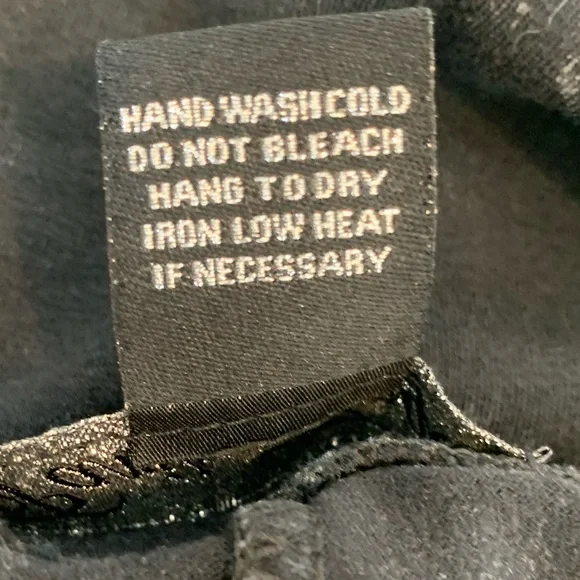 HAND WASH COLD
DO NOT BLEACH
HANG TO DRY
IRON LOW HEAT
IF NECESSARY